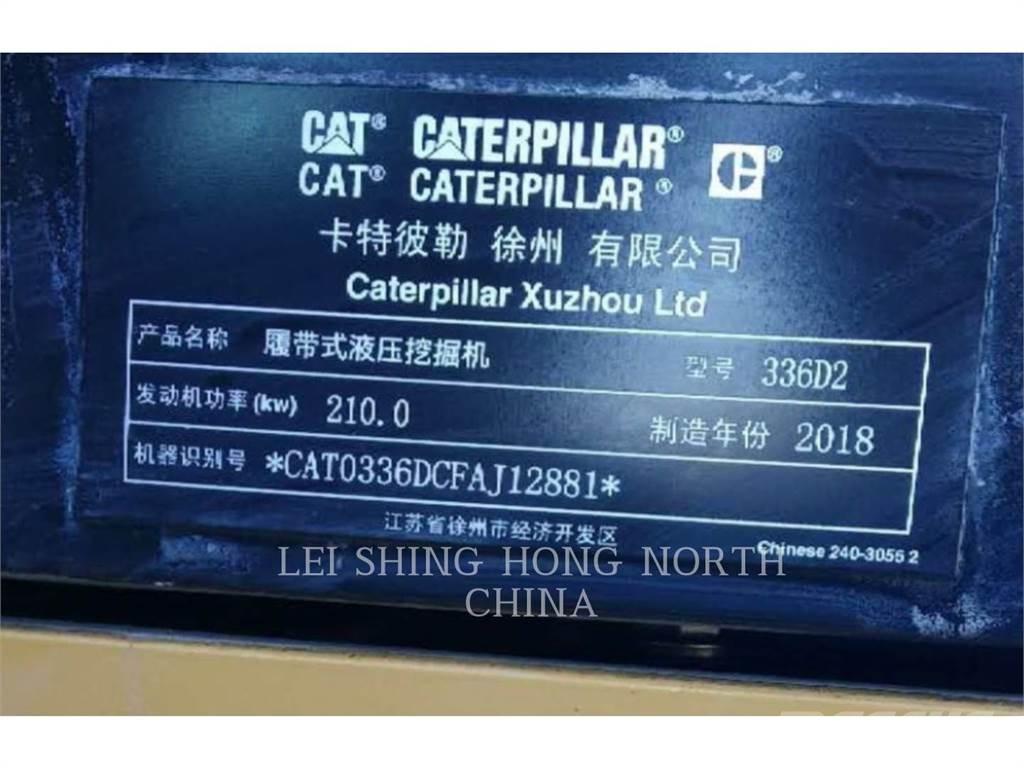 CAT® CATERPILLAR®
CAT® CATERPILLAR®
卡特彼勒 徐州 有限公司
Caterpillar Xuzhou Ltd
产品名称 履带式液压挖掘机 型号 336D2
发动机功率(kw) 210.0 制造年份 2018
机器识别号 *CAT0336DCFAJ12881*
江苏省徐州市经济开发区
Chinese 240-3055 2
LEI SHING HONG NORTH
CHINA